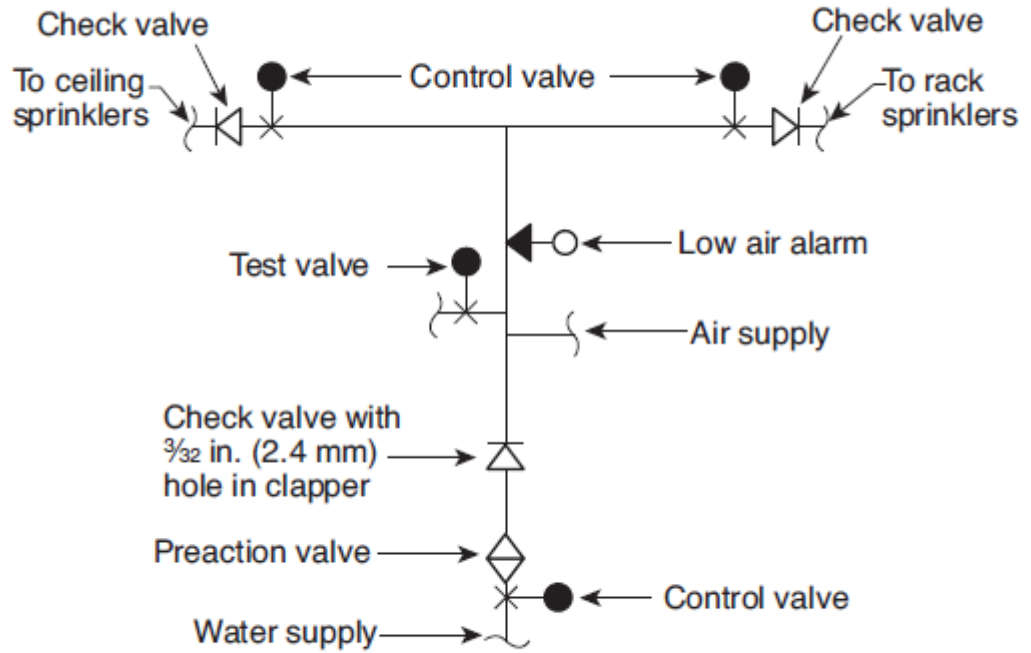 Check valve
Check valve
To ceiling
sprinklers
Control valve
To rack
sprinklers
Test valve
Low air alarm
Air supply
Check valve with
3⁄32 in. (2.4 mm)
hole in clapper
Preaction valve
Control valve
Water supply